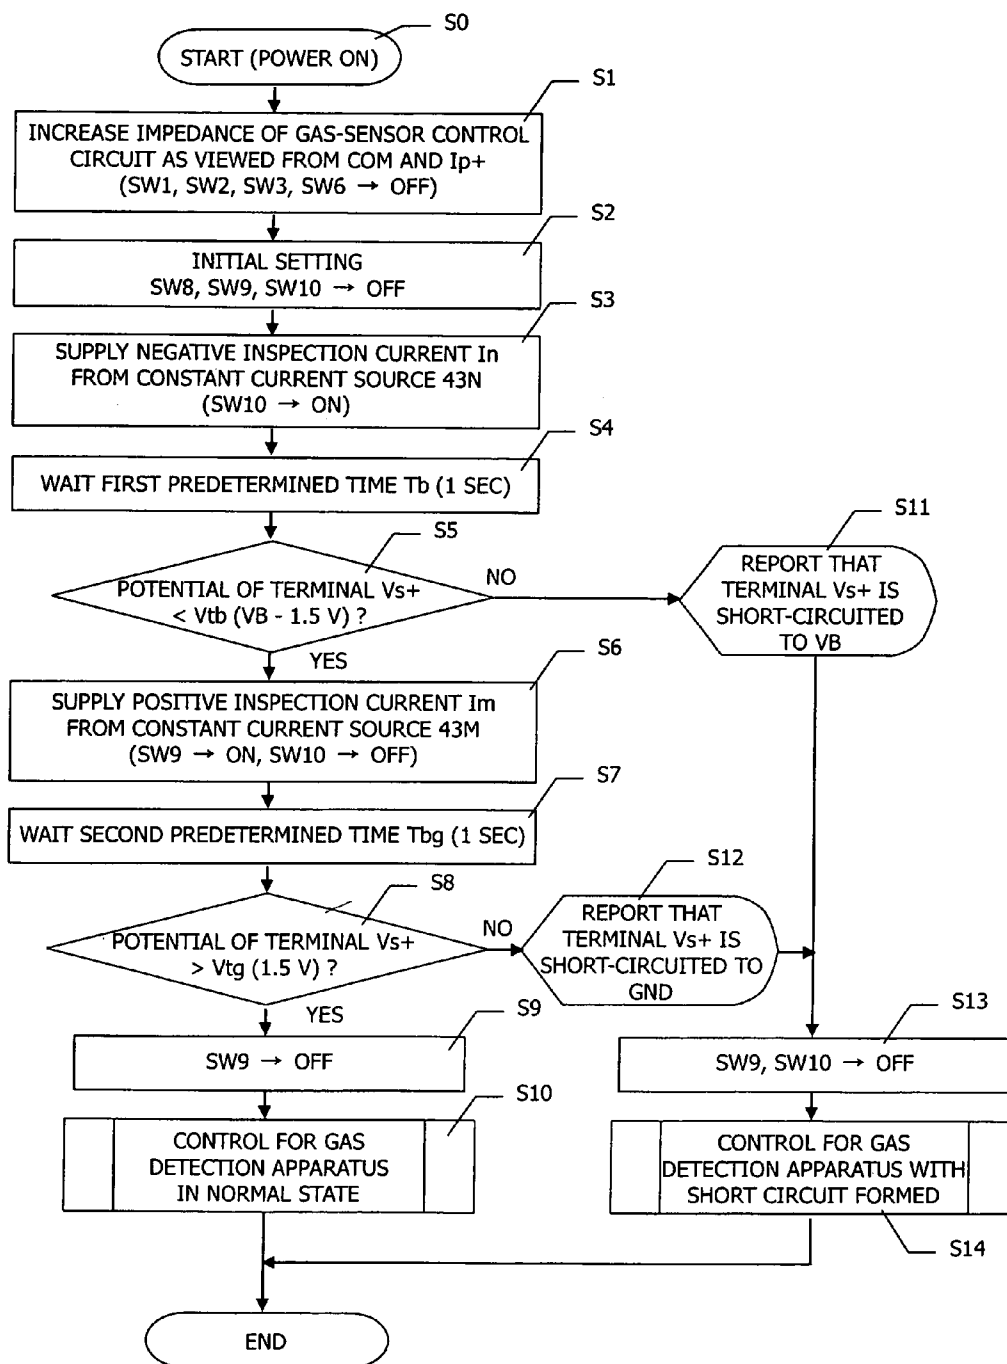 S0
START (POWER ON)
S1
INCREASE IMPEDANCE OF GAS-SENSOR CONTROL
CIRCUIT AS VIEWED FROM COM AND Ip+
(SW1, SW2, SW3, SW6 → OFF)
S2
INITIAL SETTING
SW8, SW9, SW10 → OFF
S3
SUPPLY NEGATIVE INSPECTION CURRENT In
FROM CONSTANT CURRENT SOURCE 43N
(SW10 → ON)
S4
WAIT FIRST PREDETERMINED TIME Tb (1 SEC)
S5
POTENTIAL OF TERMINAL Vs+
< Vtb (VB - 1.5 V) ?
NO
YES
S11
REPORT THAT
TERMINAL Vs+ IS
SHORT-CIRCUITED
TO VB
S6
SUPPLY POSITIVE INSPECTION CURRENT Im
FROM CONSTANT CURRENT SOURCE 43M
(SW9 → ON, SW10 → OFF)
S7
WAIT SECOND PREDETERMINED TIME Tbg (1 SEC)
S8
POTENTIAL OF TERMINAL Vs+
> Vtg (1.5 V) ?
NO
YES
S12
REPORT THAT
TERMINAL Vs+ IS
SHORT-CIRCUITED TO
GND
S9
SW9 → OFF
S13
SW9, SW10 → OFF
S10
CONTROL FOR GAS
DETECTION APPARATUS
IN NORMAL STATE
CONTROL FOR GAS
DETECTION APPARATUS WITH
SHORT CIRCUIT FORMED
S14
END